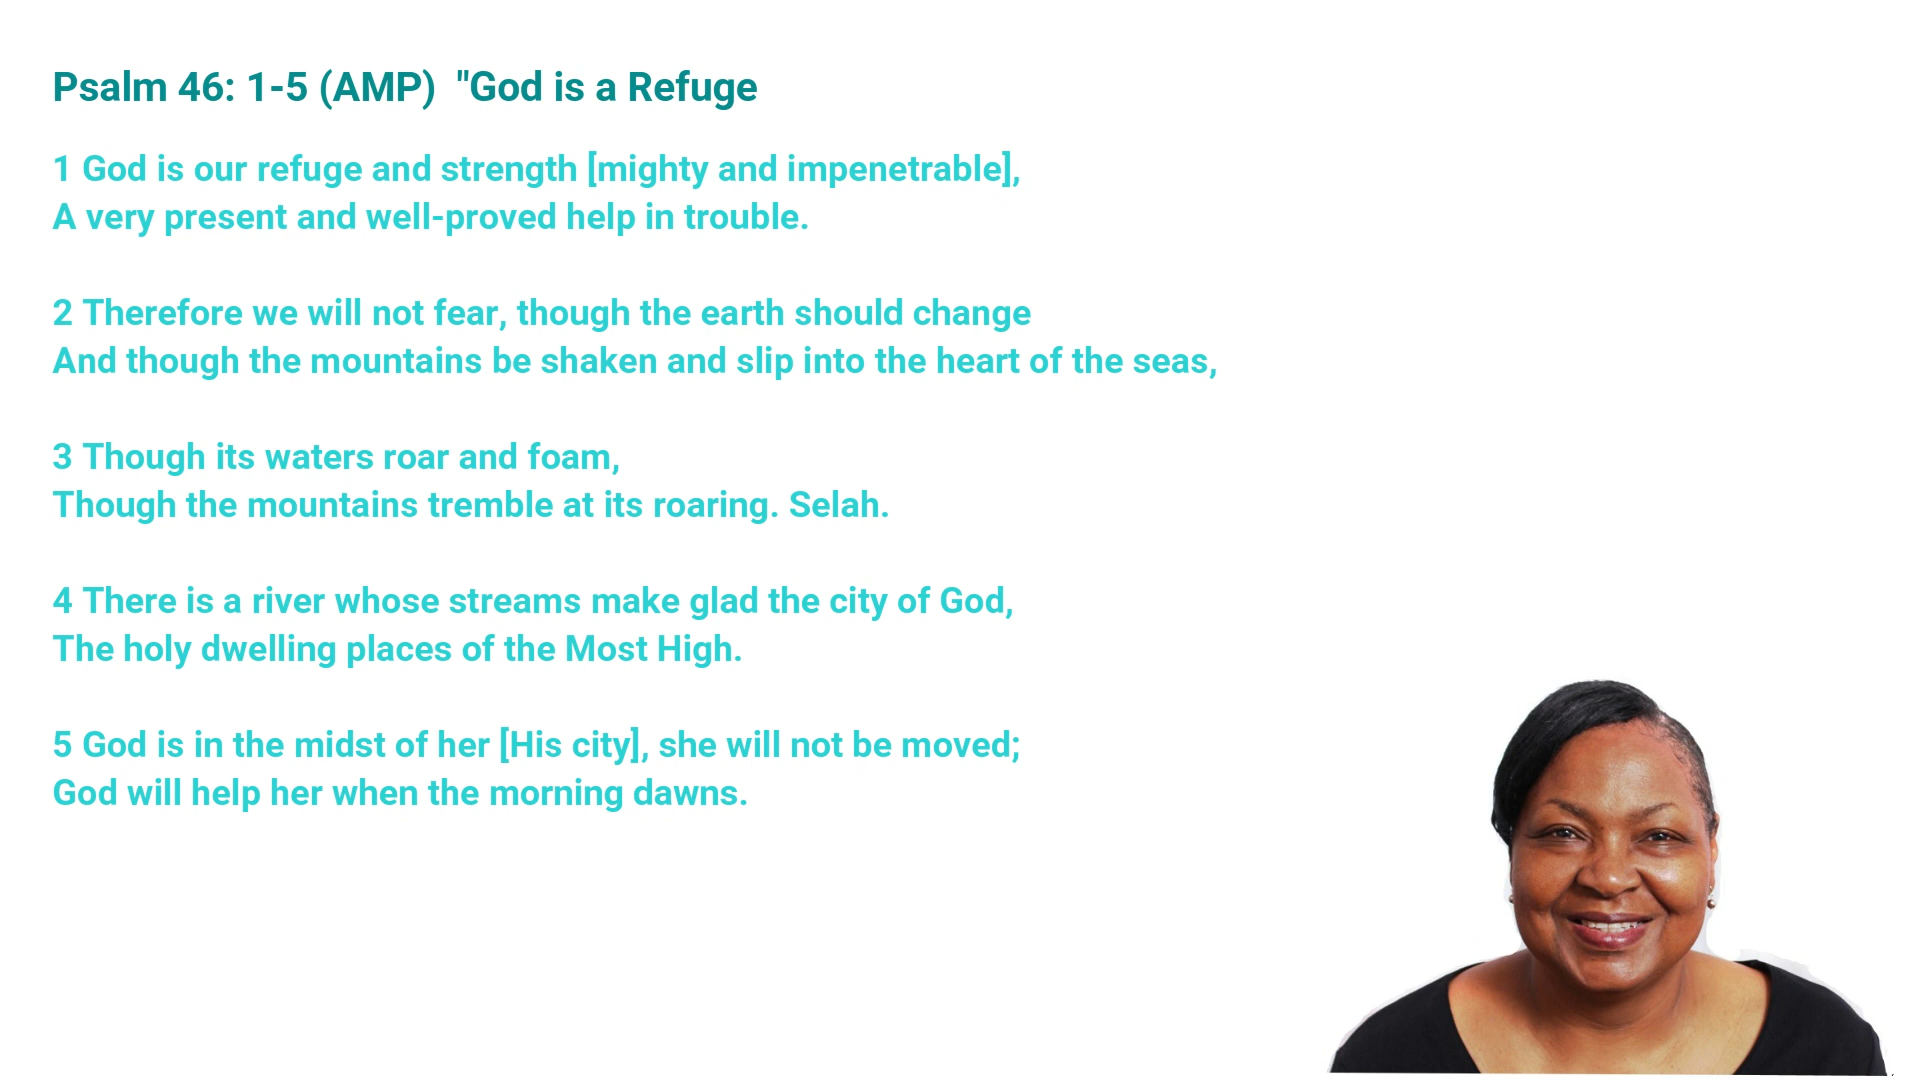 Psalm 46: 1-5 (AMP)  "God is a Refuge
1 God is our refuge and strength [mighty and impenetrable],
A very present and well-proved help in trouble.
2 Therefore we will not fear, though the earth should change
And though the mountains be shaken and slip into the heart of the seas,
3 Though its waters roar and foam,
Though the mountains tremble at its roaring. Selah.
4 There is a river whose streams make glad the city of God,
The holy dwelling places of the Most High.
5 God is in the midst of her [His city], she will not be moved;
God will help her when the morning dawns.